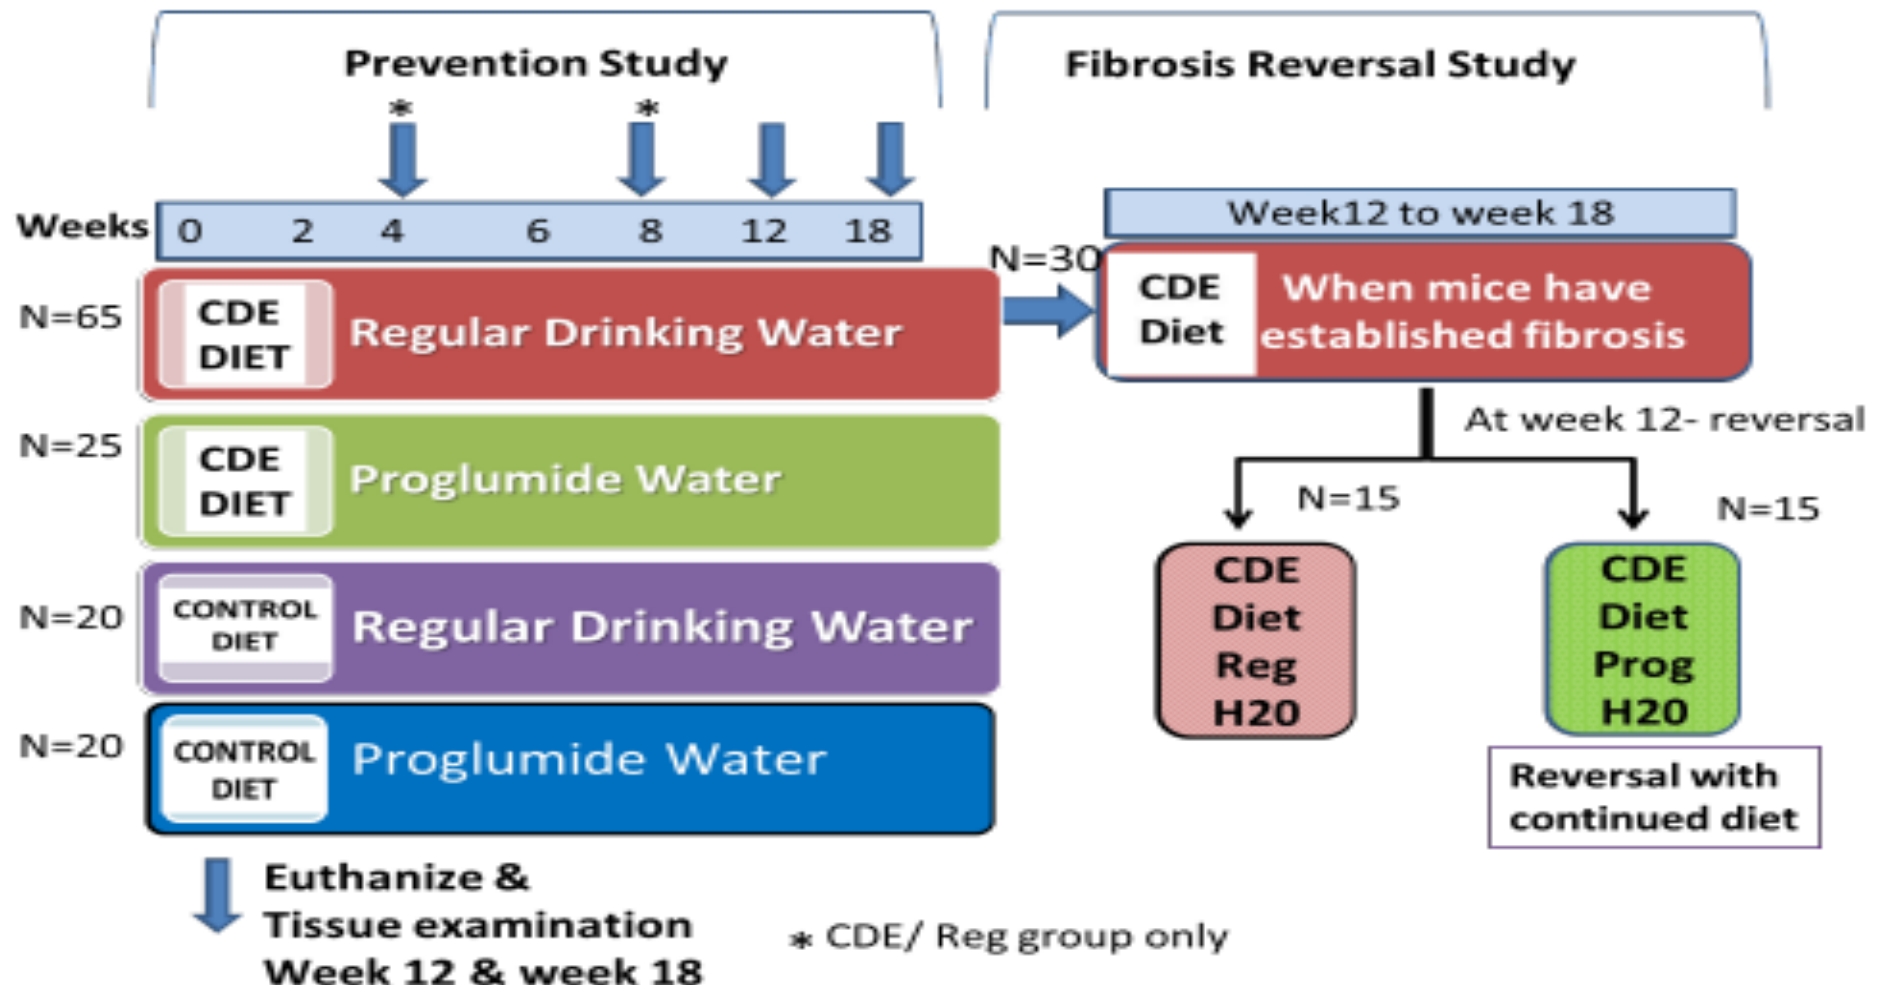 Prevention Study
Fibrosis Reversal Study
* *
Weeks 0 2 4 6 8 12 18
N=65
CDE
DIET
Regular Drinking Water
N=25
CDE
DIET
Proglumide Water
N=20
CONTROL
DIET
Regular Drinking Water
N=20
CONTROL
DIET
Proglumide Water
Euthanize &
Tissue examination
Week 12 & week 18
* CDE/ Reg group only
N=30
Week12 to week 18
CDE
Diet
When mice have
established fibrosis
At week 12- reversal
N=15
N=15
CDE
Diet
Reg
H20
CDE
Diet
Prog
H20
Reversal with
continued diet